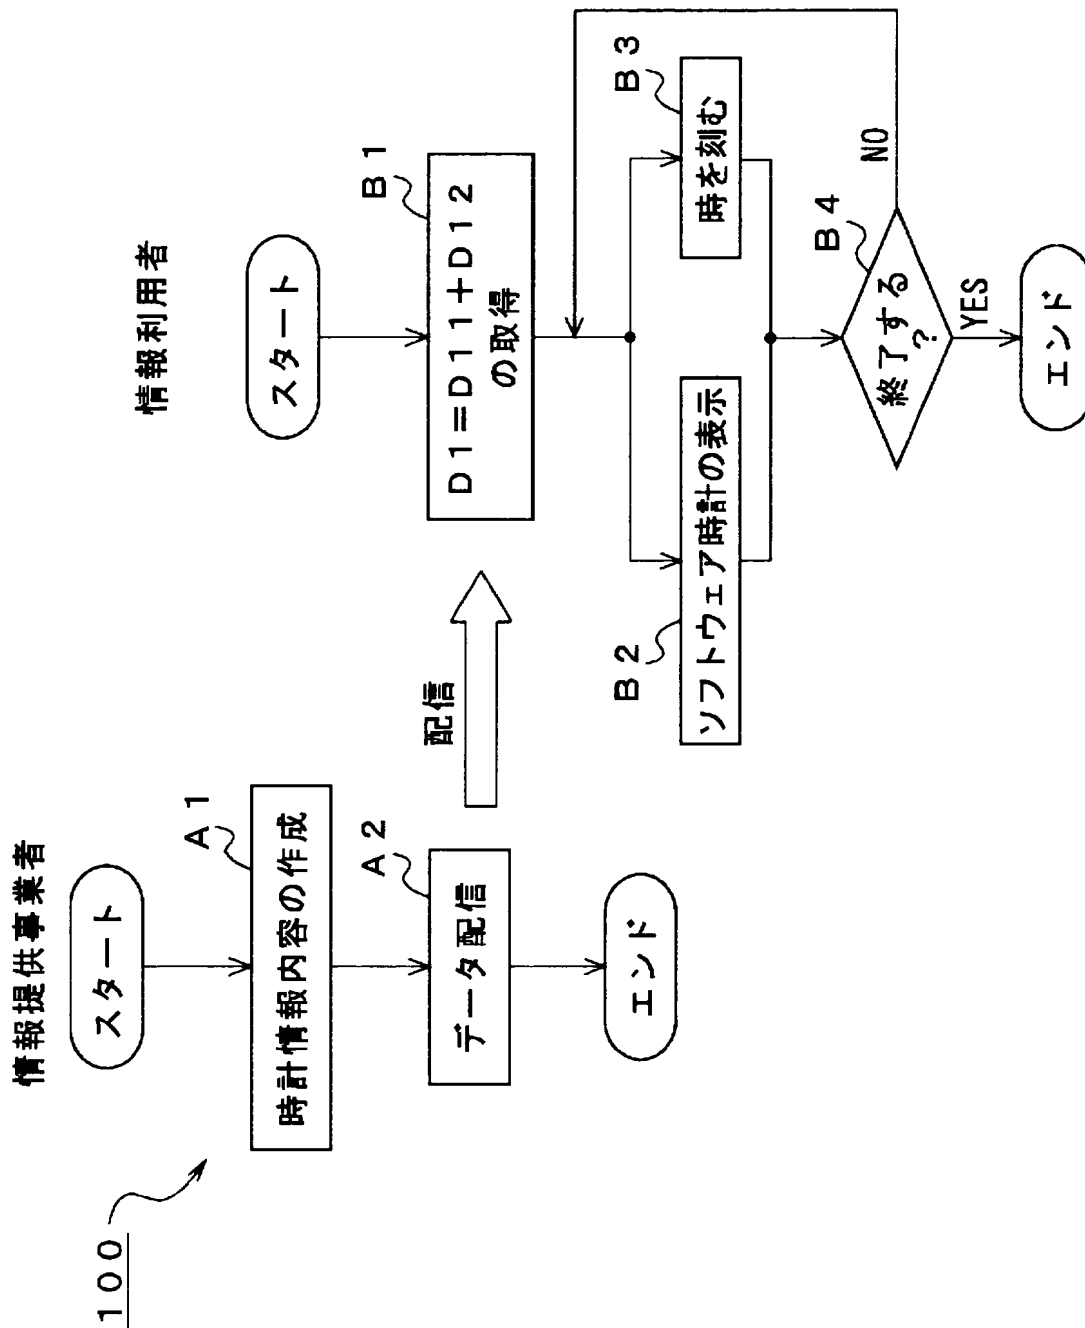 100
情報提供事業者
スタート
A1
時計情報内容の作成
A2
データ配信
エンド
配信
情報利用者
スタート
B1
D1=D11+D12
の取得
B2
ソフトウェア時計の表示
B3
時を刻む
B4
終了する
?
NO
YES
エンド